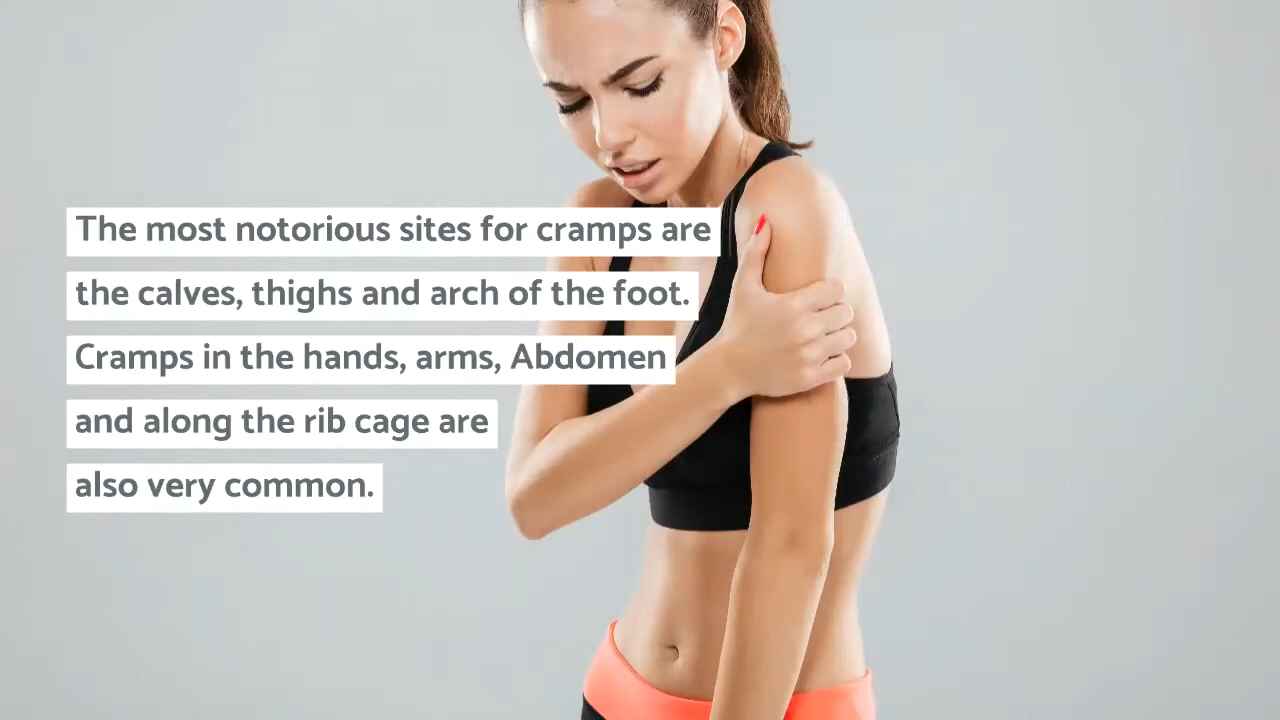 The most notorious sites for cramps are
the calves, thighs and arch of the foot.
Cramps in the hands, arms, Abdomen
and along the rib cage are
also very common.